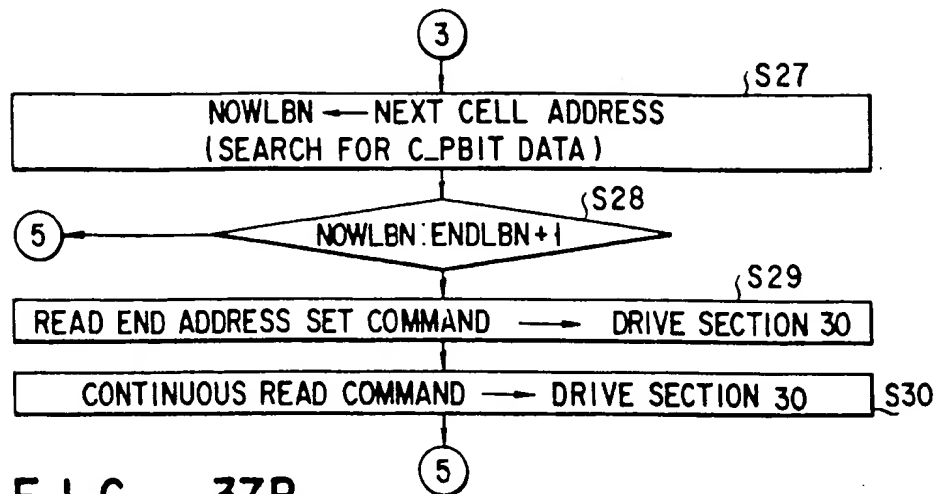 3
S27
NOWLBN ← NEXT CELL ADDRESS
(SEARCH FOR C_PBIT DATA)
S28
5
NOWLBN:ENDLBN+1
S29
READ END ADDRESS SET COMMAND → DRIVE SECTION 30
CONTINUOUS READ COMMAND → DRIVE SECTION 30
S30
5